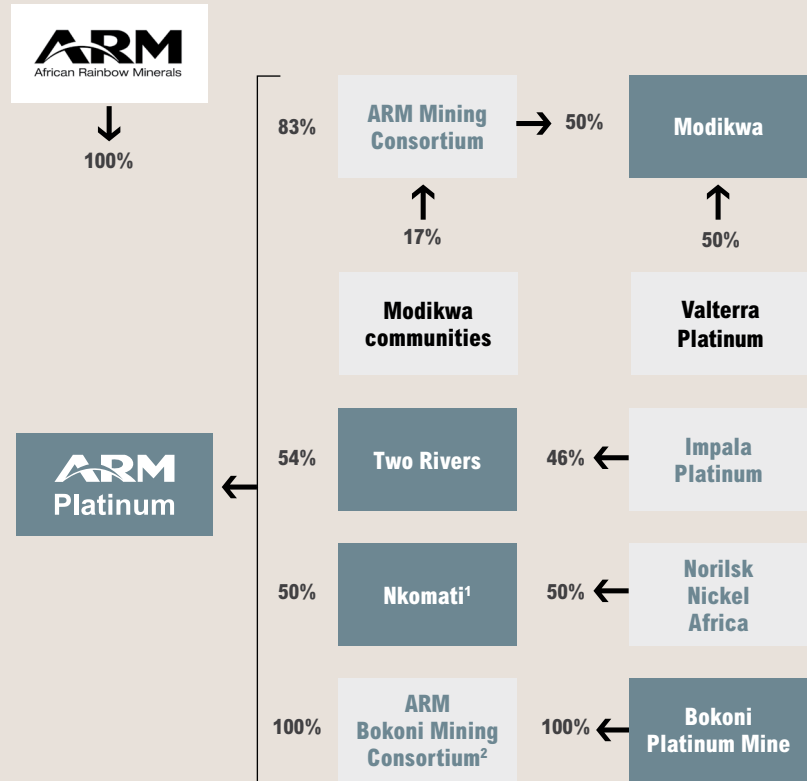 ARM
African Rainbow Minerals
100%
83%
ARM Mining
Consortium
50%
Modikwa
17%
50%
Modikwa
communities
Valterra
Platinum
ARM
Platinum
54%
Two Rivers
46%
Impala
Platinum
50%
Nkomati¹
50%
Norilsk
Nickel
Africa
100%
ARM
Bokoni Mining
Consortium²
100%
Bokoni
Platinum Mine